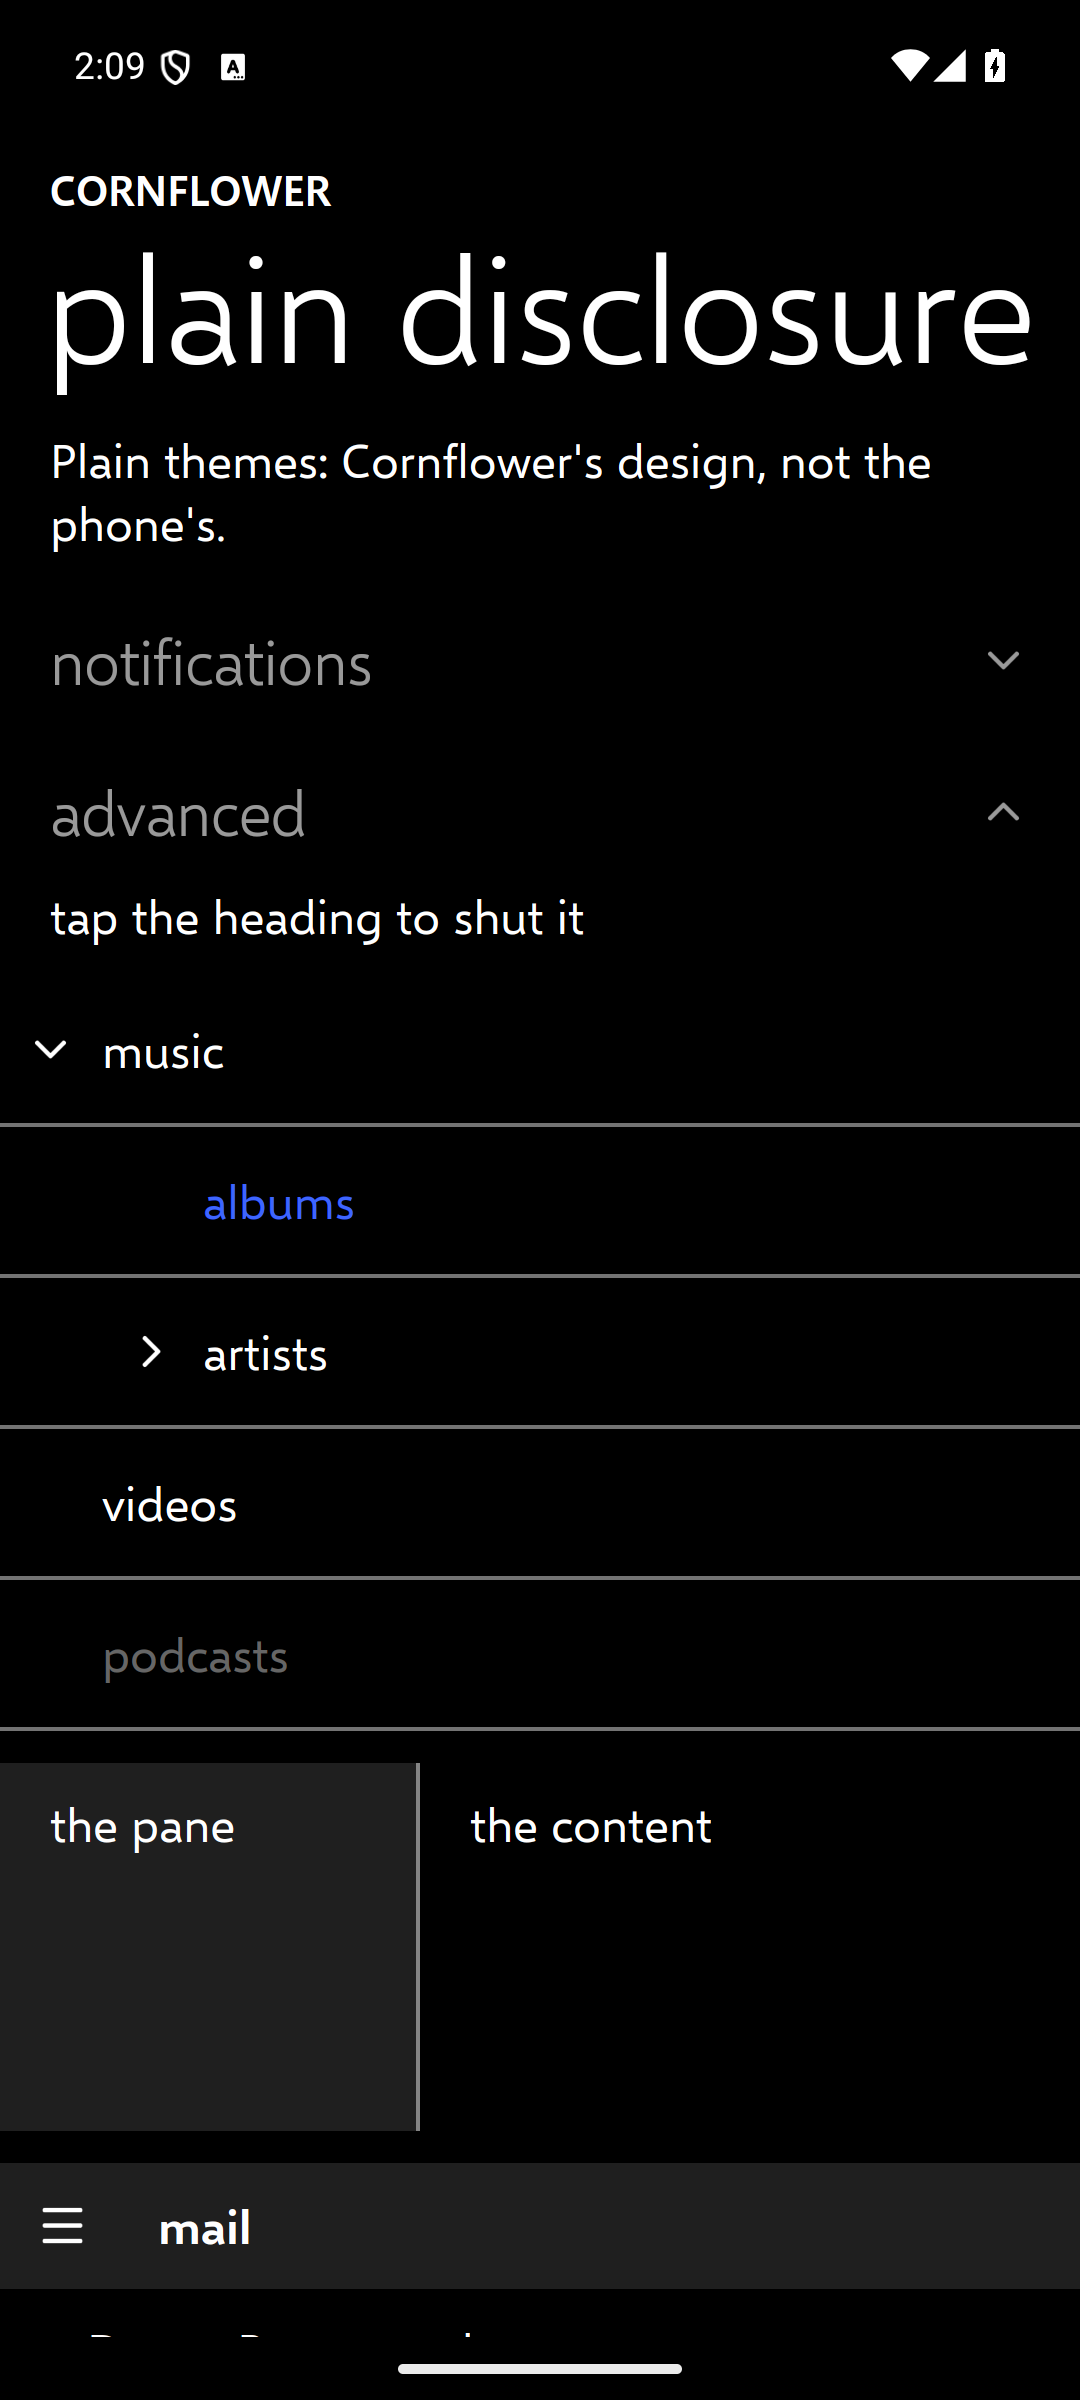 2:09
CORNFLOWER
plain disclosure
Plain themes: Cornflower's design, not the
phone's.
notifications
advanced
tap the heading to shut it
music
albums
artists
videos
podcasts
the pane
the content
mail